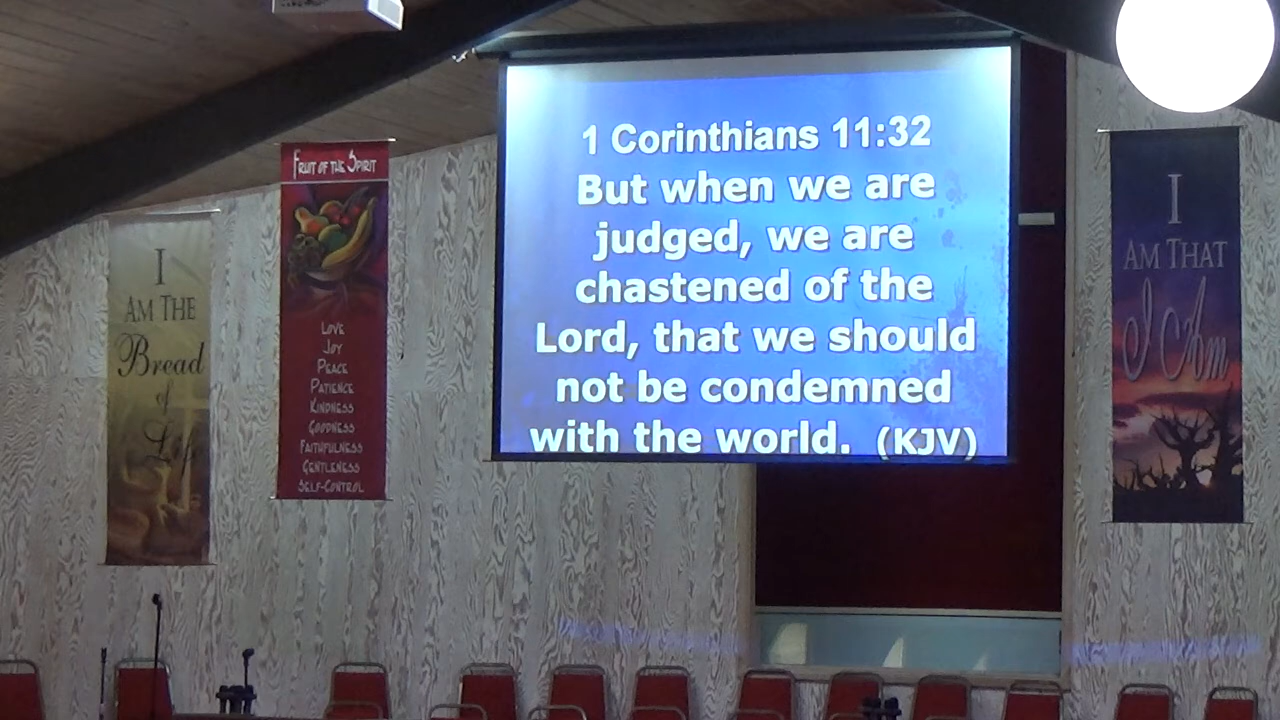 I
AM THE
Bread
of
Life
FRUIT OF THE SPIRIT
LOVE
JOY
PEACE
PATIENCE
KINDNESS
GOODNESS
FAITHFULNESS
GENTLENESS
SELF-CONTROL
1 Corinthians 11:32
But when we are
judged, we are
chastened of the
Lord, that we should
not be condemned
with the world. (KJV)
I
AM THAT
I Am